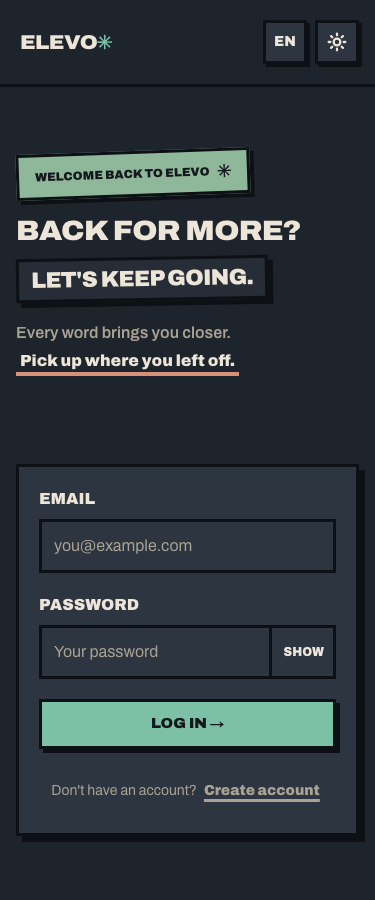 ELEVO✳
EN
WELCOME BACK TO ELEVO ✳
BACK FOR MORE?
LET'S KEEP GOING.
Every word brings you closer.
Pick up where you left off.
EMAIL
you@example.com
PASSWORD
Your password
SHOW
LOG IN →
Don't have an account? Create account